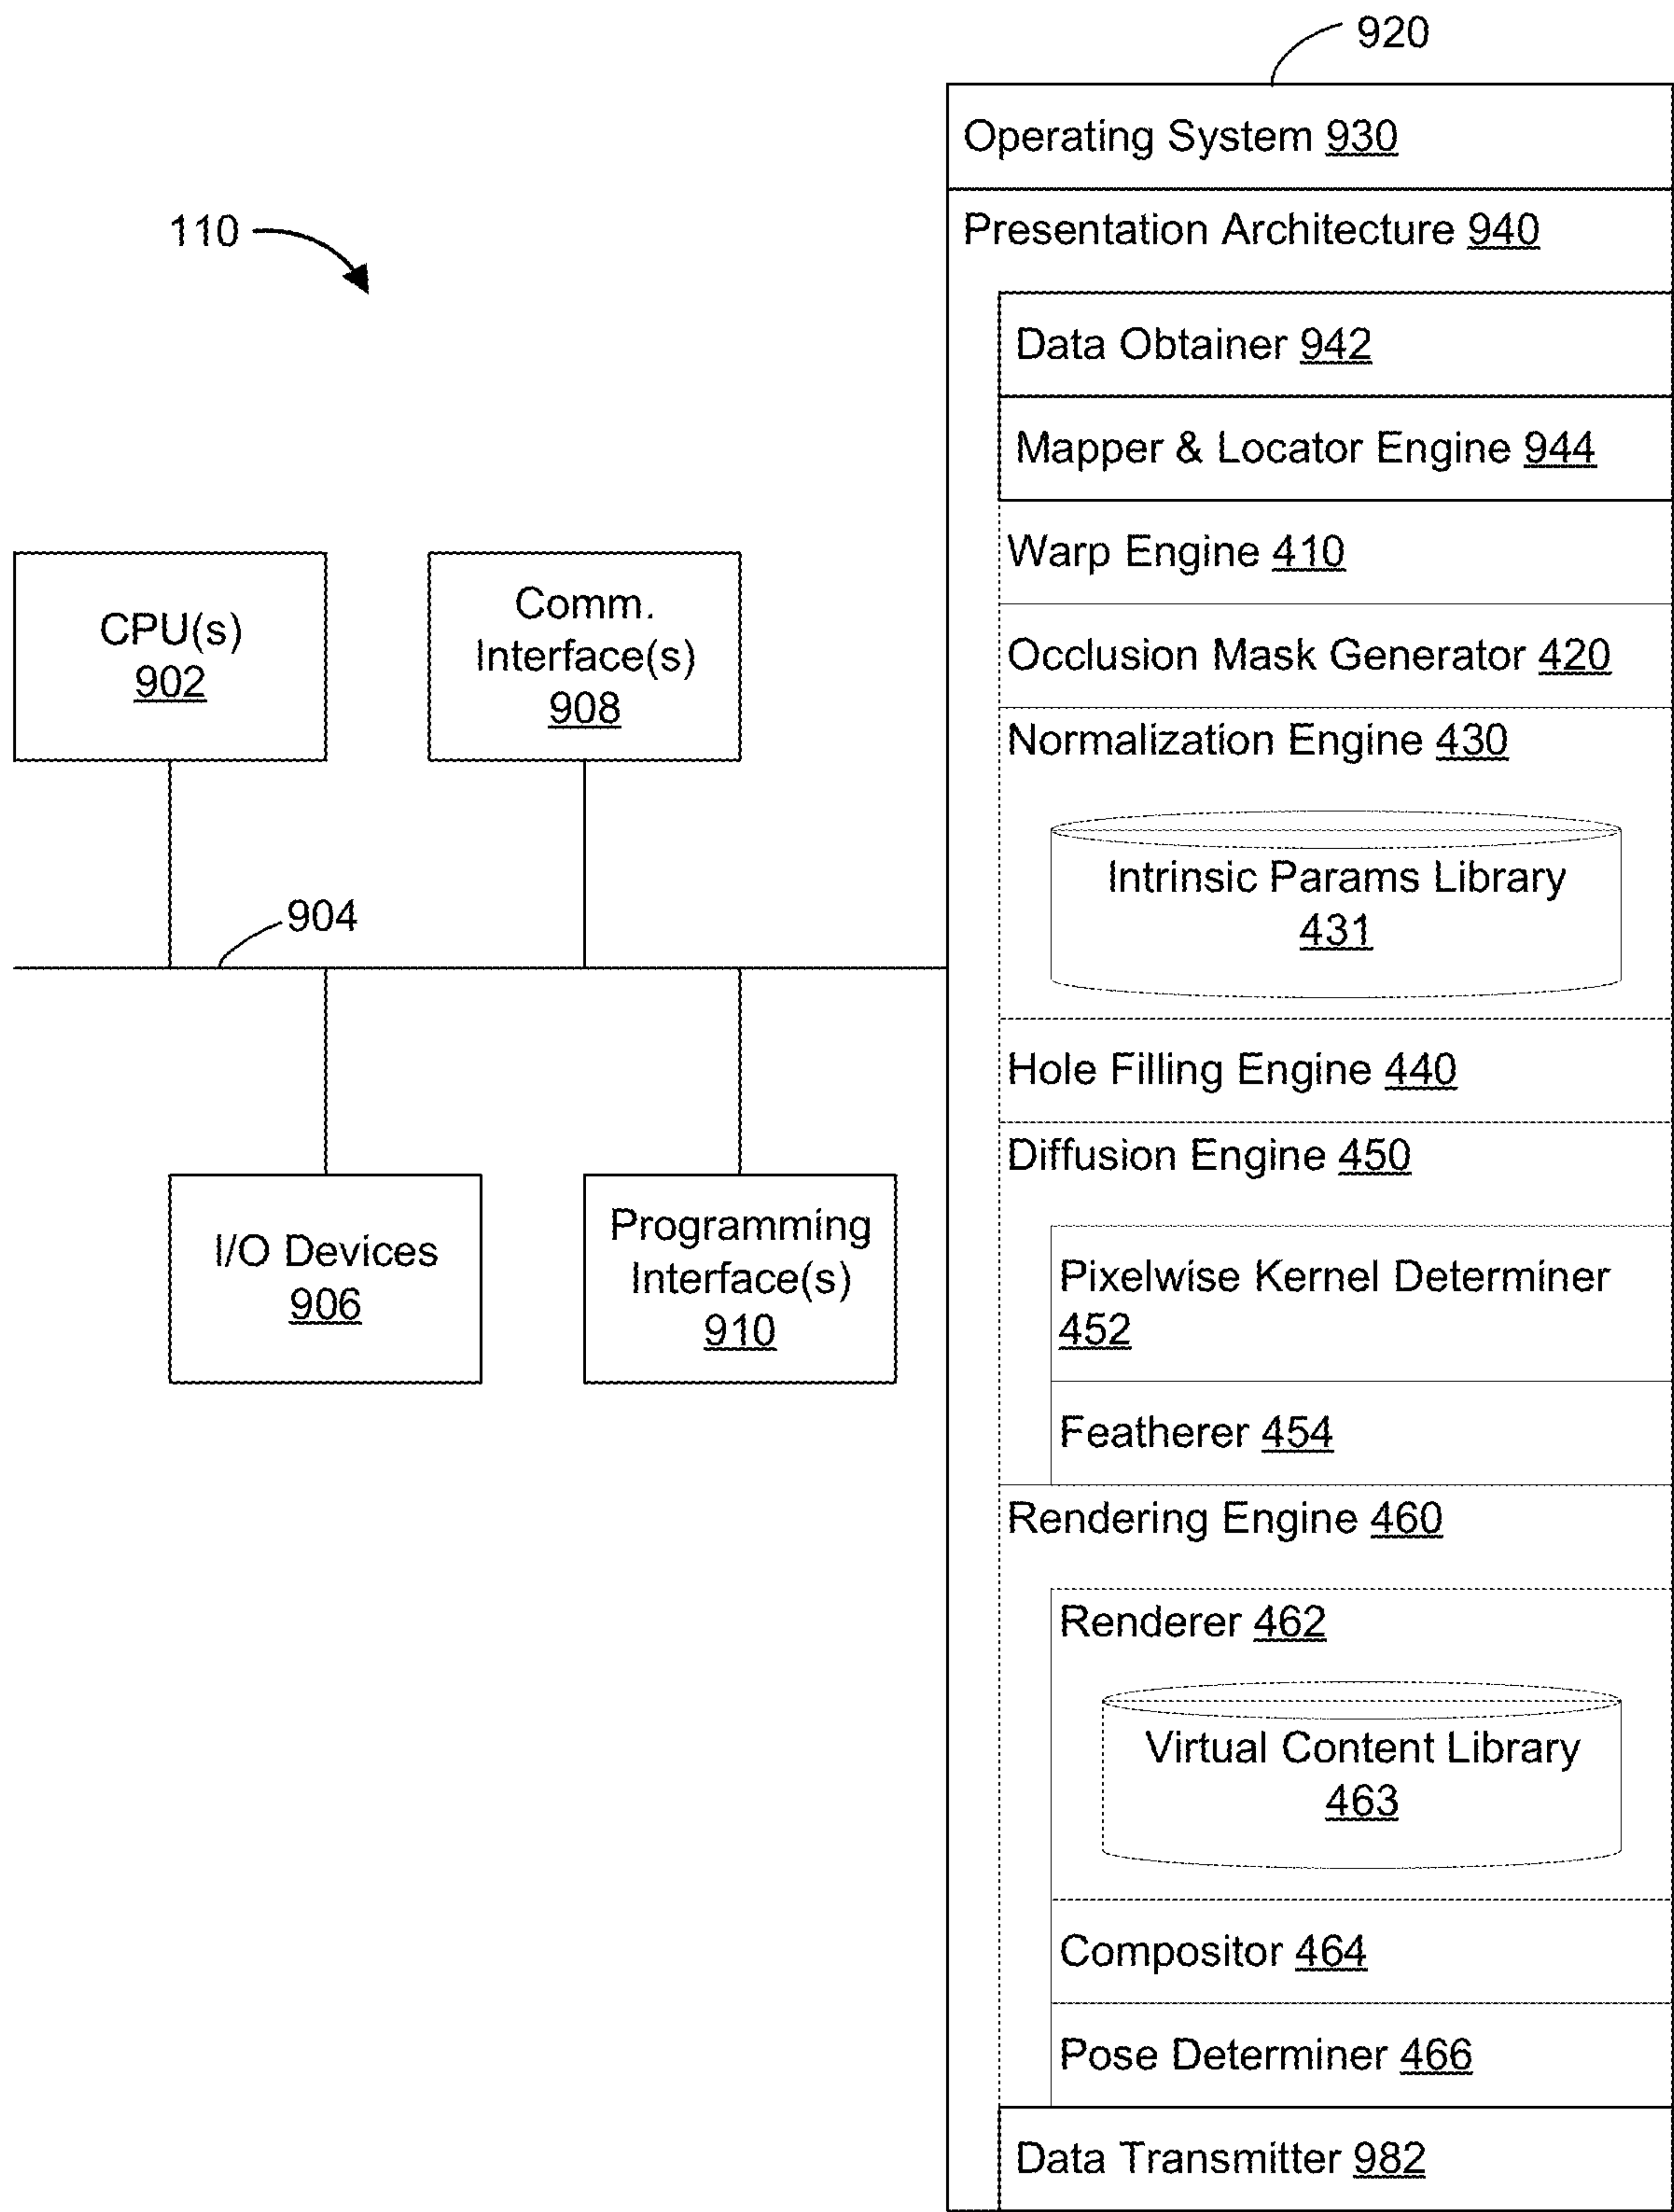 920
Operating System 930
Presentation Architecture 940
110
Data Obtainer 942
Mapper & Locator Engine 944
Warp Engine 410
CPU(s)
902
Comm.
Interface(s)
908
Occlusion Mask Generator 420
Normalization Engine 430
Intrinsic Params Library
431
904
Hole Filling Engine 440
Diffusion Engine 450
I/O Devices
906
Programming
Interface(s)
910
Pixelwise Kernel Determiner
452
Featherer 454
Rendering Engine 460
Renderer 462
Virtual Content Library
463
Compositor 464
Pose Determiner 466
Data Transmitter 982